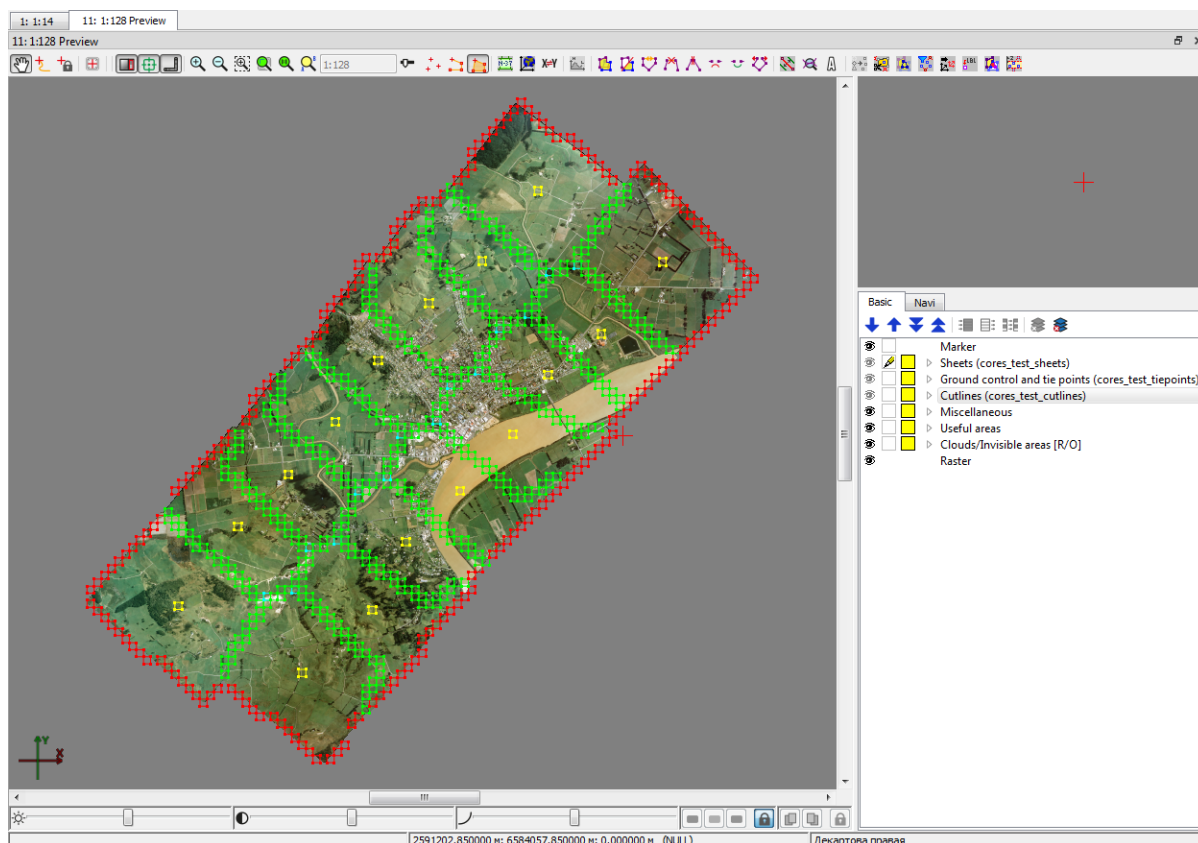 1: 1:14 11: 1:128 Preview
11: 1:128 Preview
1:128
Basic Navi
Marker
Sheets (cores_test_sheets)
Ground control and tie points (cores_test_tiepoints)
Cutlines (cores_test_cutlines)
Miscellaneous
Useful areas
Clouds/Invisible areas [R/O]
Raster
Y
X
2591202.850000 м; 6584057.850000 м; 0.000000 м (NULL) Декартова правая